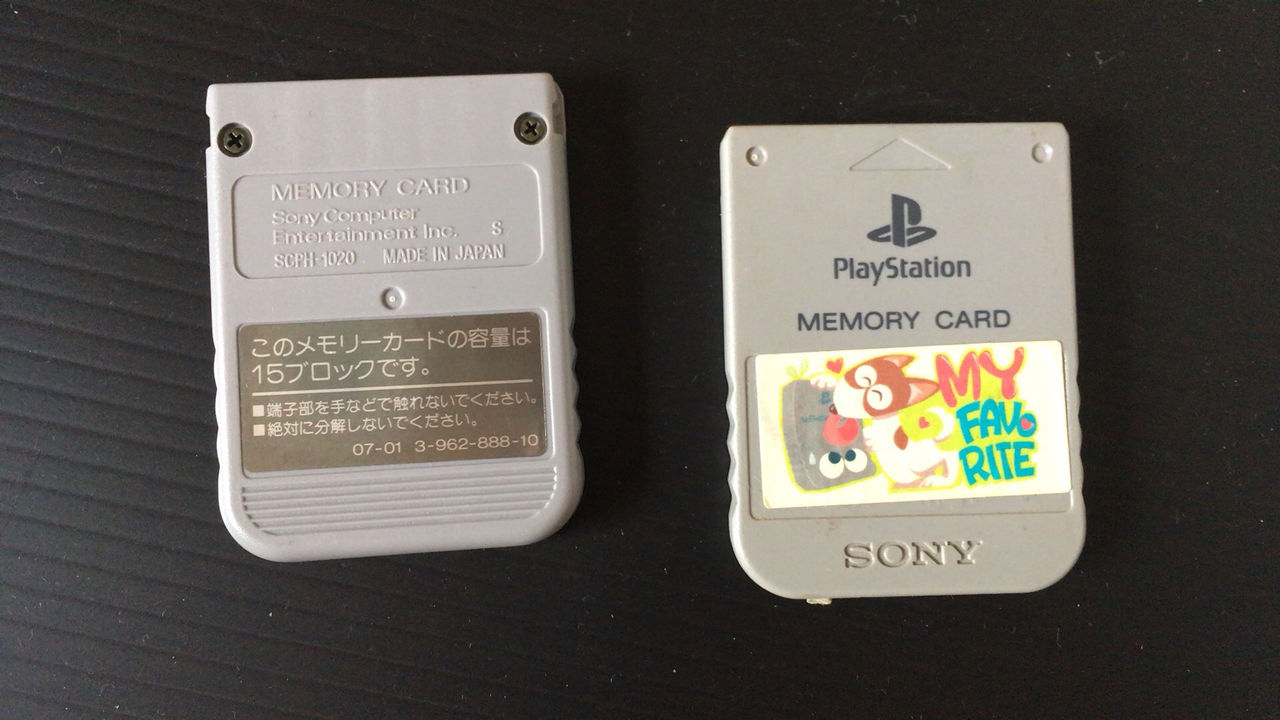 MEMORY CARD
Sony Computer
Entertainment Inc. S
SCPH-1020 MADE IN JAPAN
このメモリーカードの容量は
15ブロックです。
■端子部を手などで触れないでください。
■絶対に分解しないでください。
07-01 3-962-888-10
PlayStation
MEMORY CARD
MY
FAVO
RITE
SONY